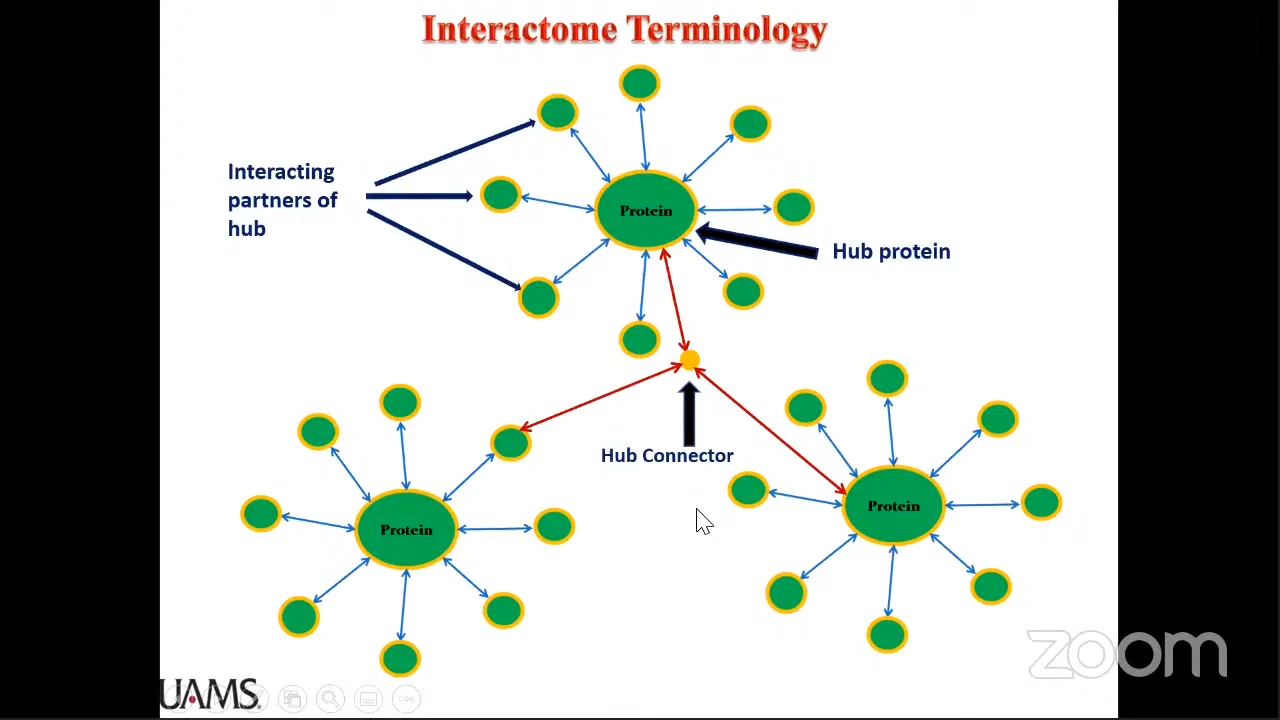 Interactome Terminology
Interacting
partners of
hub
Protein
Hub protein
Hub Connector
Protein
Protein
zoom
UAMS